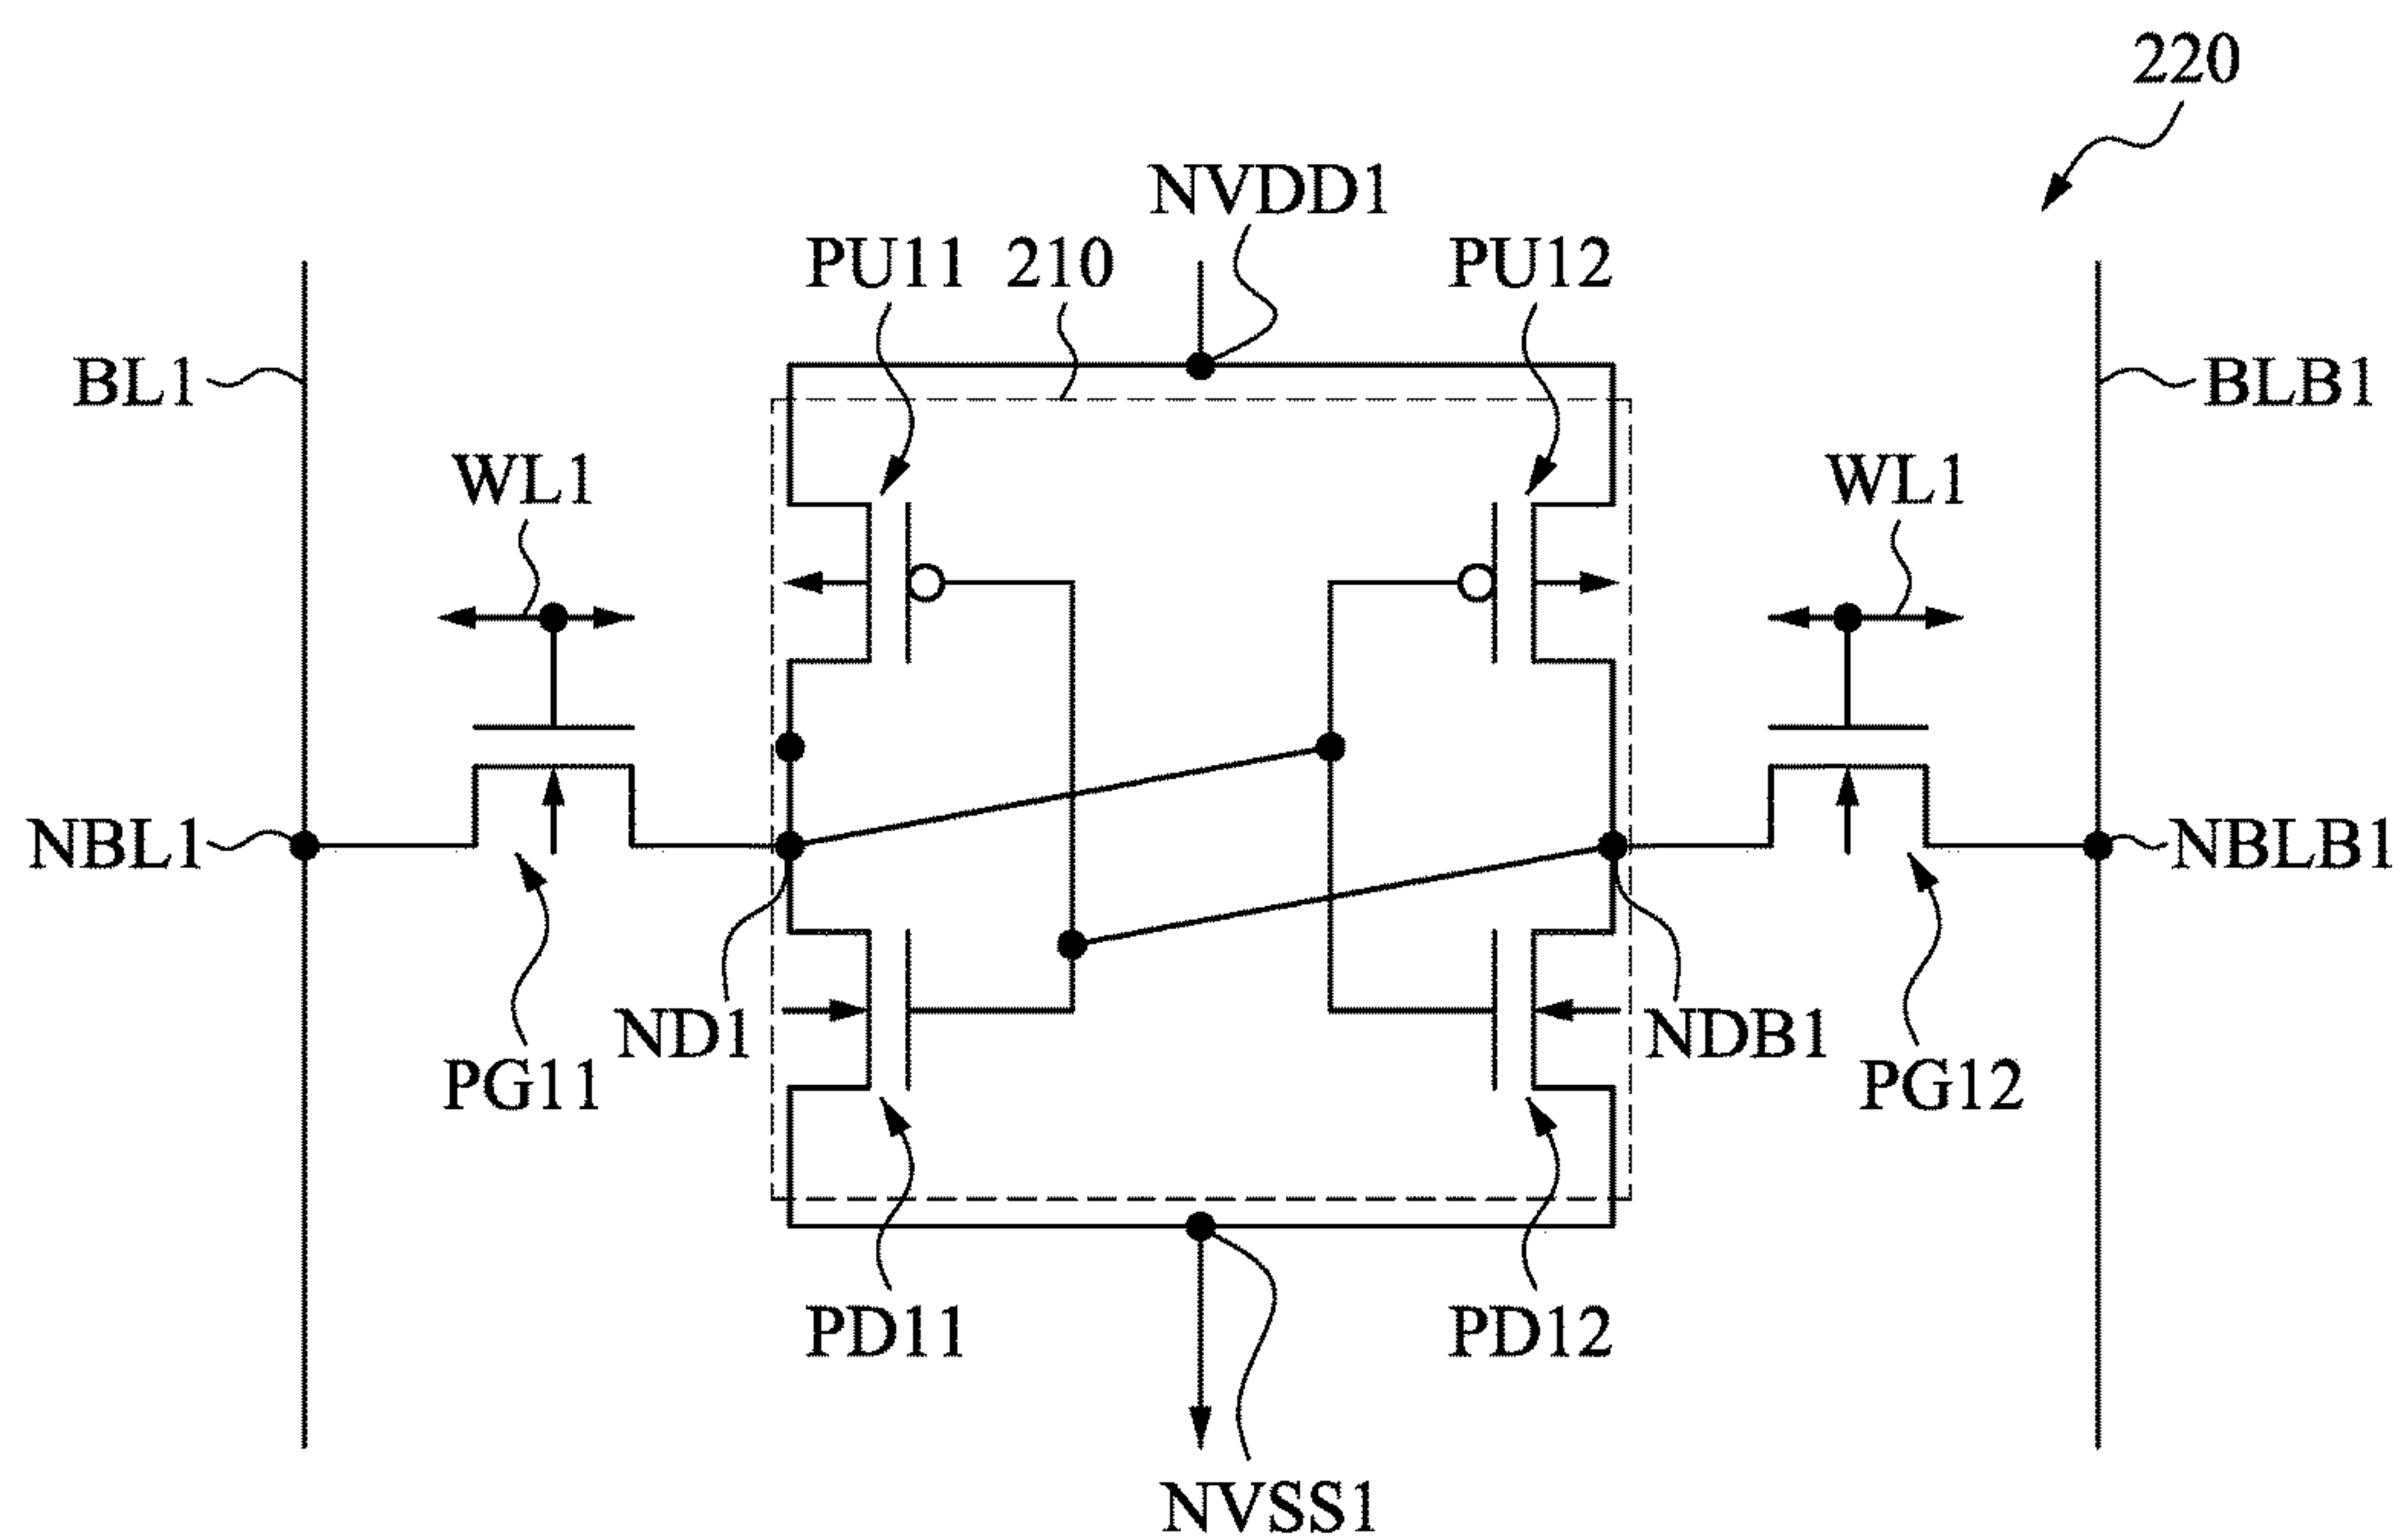 220
NVDD1
PU11
210
PU12
BL1
BLB1
WL1
WL1
NBL1
NBLB1
ND1
NDB1
PG11
PG12
PD11
PD12
NVSS1